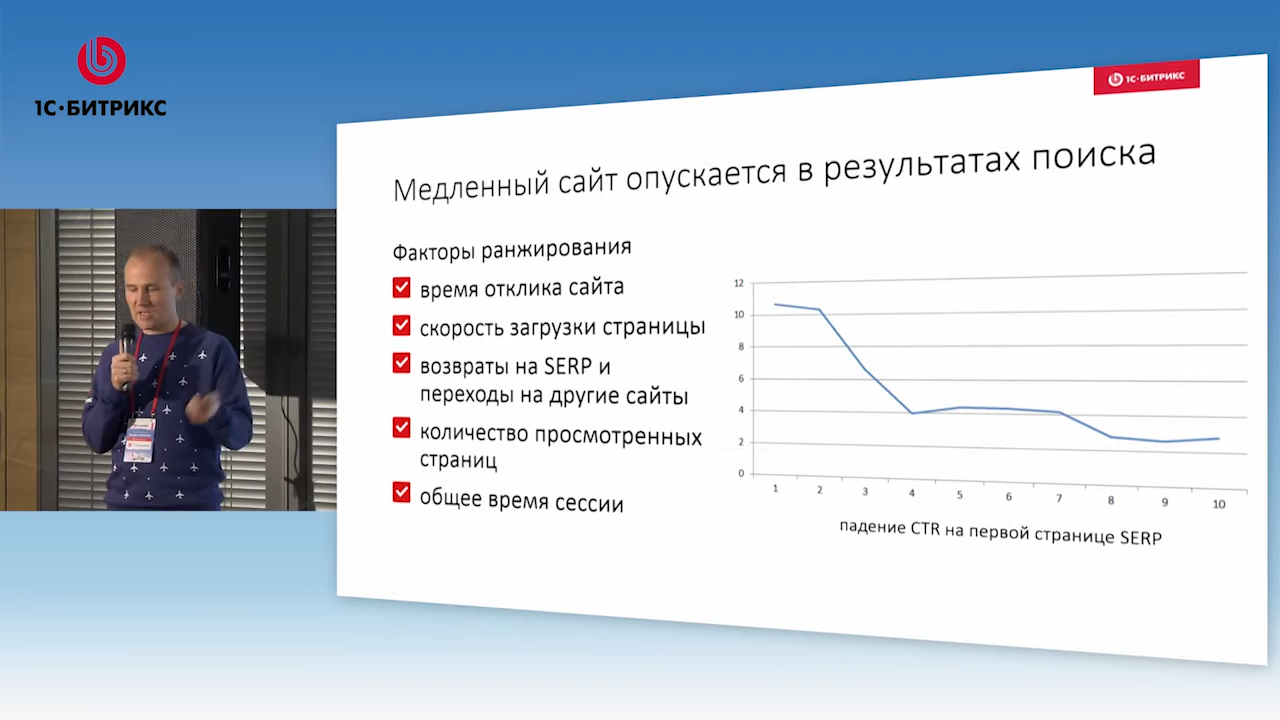 1С·БИТРИКС
1С·БИТРИКС
Медленный сайт опускается в результатах поиска
Факторы ранжирования
время отклика сайта
скорость загрузки страницы
возвраты на SERP и
переходы на другие сайты
количество просмотренных
страниц
общее время сессии
12
10
8
6
4
2
0
1 2 3 4 5 6 7 8 9 10
падение CTR на первой странице SERP